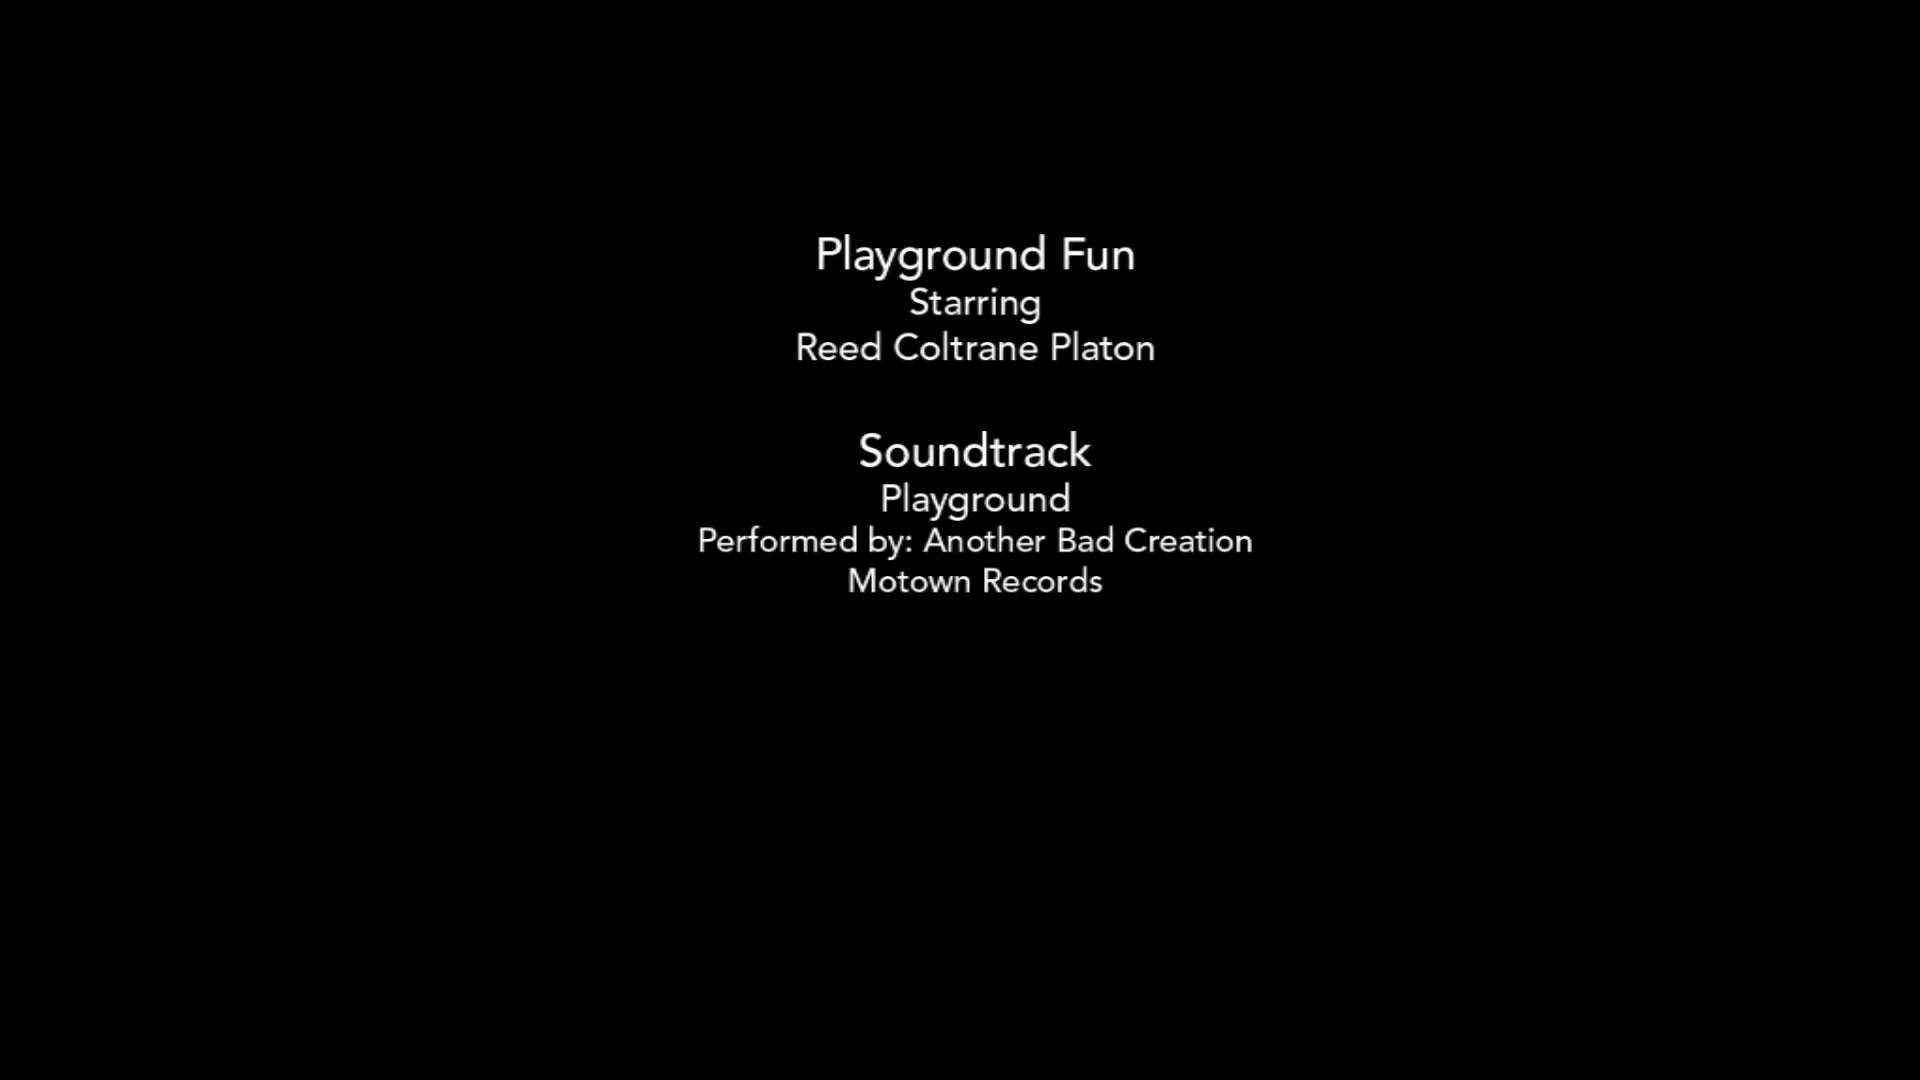 Playground Fun
Starring
Reed Coltrane Platon
Soundtrack
Playground
Performed by: Another Bad Creation
Motown Records